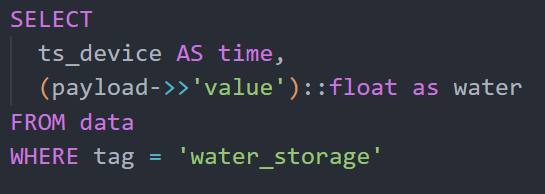 SELECT
  ts_device AS time,
  (payload->>'value')::float as water
FROM data
WHERE tag = 'water_storage'